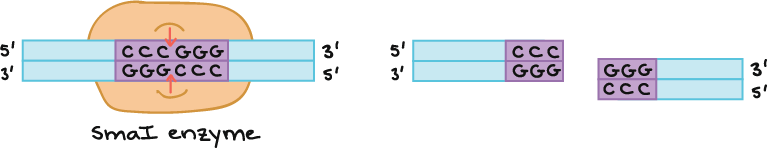 5' CCCGGG 3'
3' GGGCCC 5'
SmaI enzyme
5' CCC
3' GGG
GGG 3'
CCC 5'